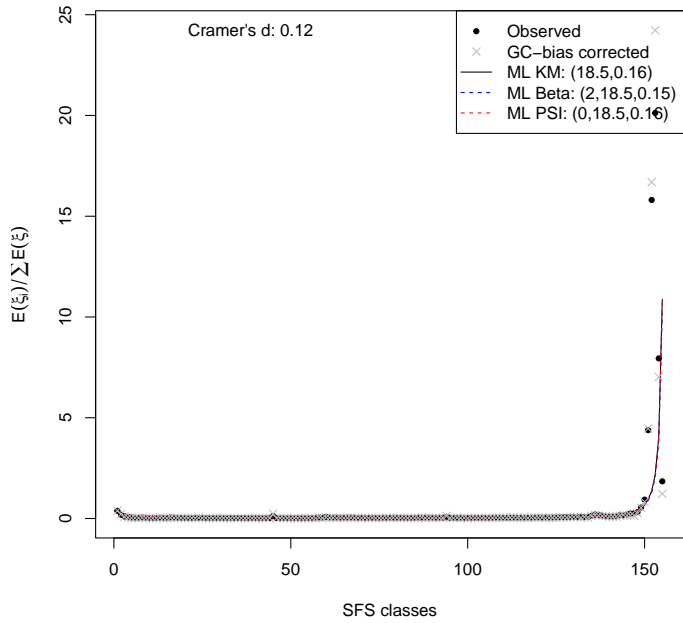 Cramer's d: 0.12
Observed
GC−bias corrected
ML KM: (18.5,0.16)
ML Beta: (2,18.5,0.15)
ML PSI: (0,18.5,0.16)
E(ξi)/∑E(ξ)
25
20
15
10
5
0
0 50 100 150
SFS classes